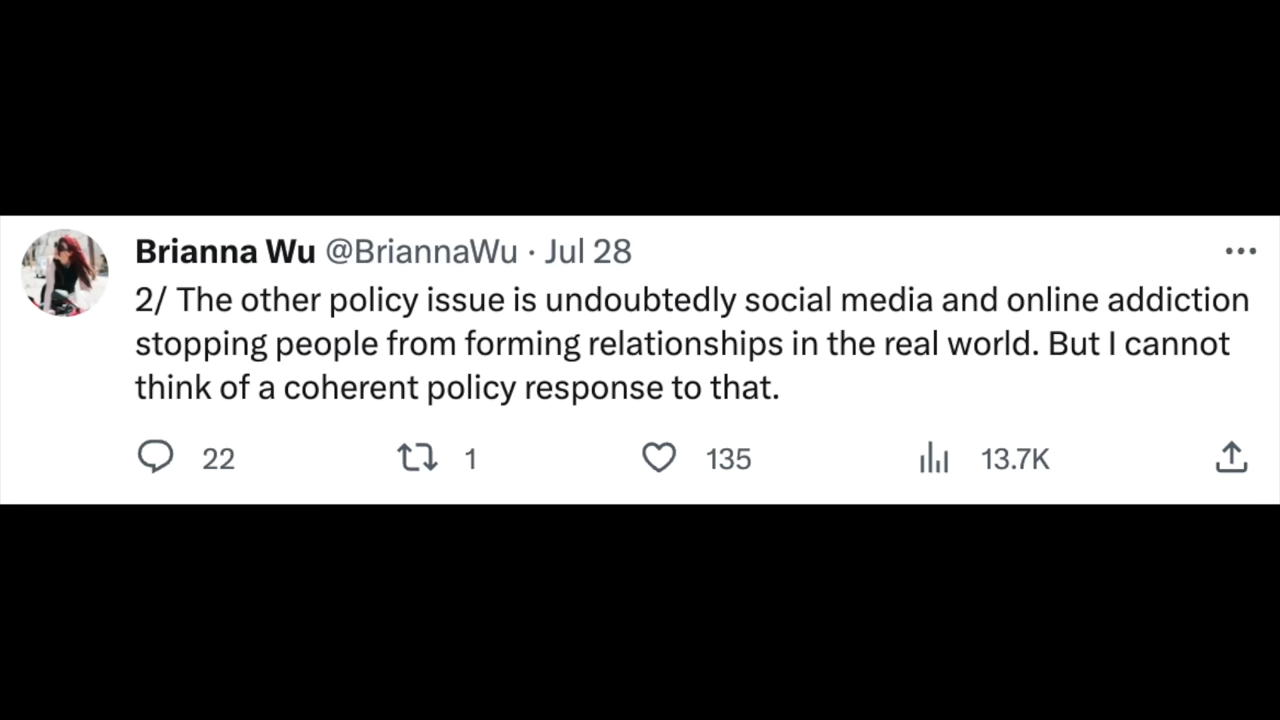 Brianna Wu @BriannaWu · Jul 28
2/ The other policy issue is undoubtedly social media and online addiction
stopping people from forming relationships in the real world. But I cannot
think of a coherent policy response to that.
22 1 135 13.7K